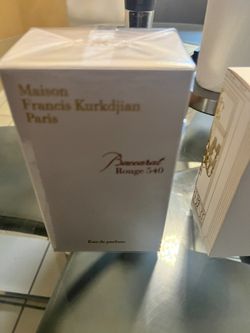 Maison
Francis Kurkdjian
Paris
Baccarat
Rouge 540
Eau de parfum